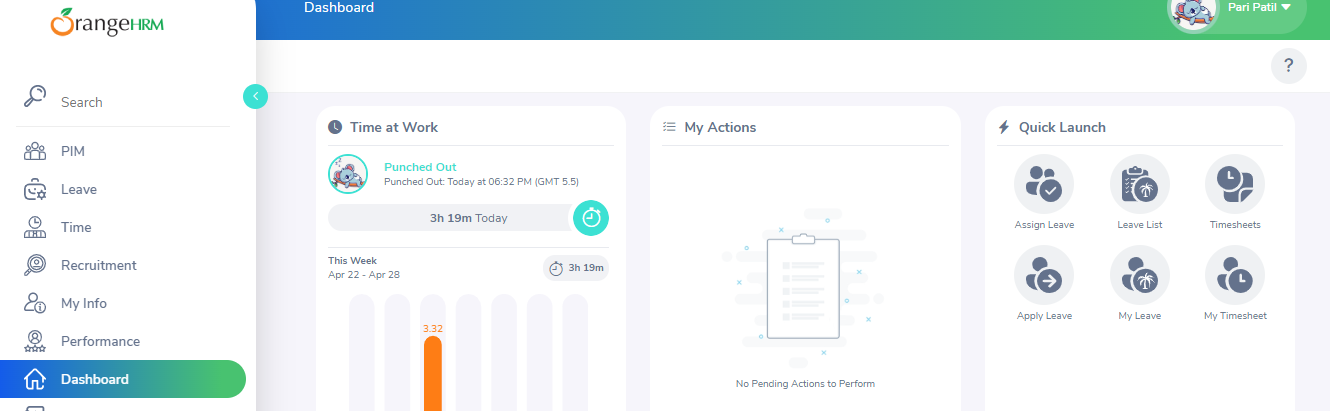 OrangeHRM
Dashboard
Pari Patil
?
Search
PIM
Leave
Time
Recruitment
My Info
Performance
Dashboard
Time at Work
Punched Out
Punched Out: Today at 06:32 PM (GMT 5.5)
3h 19m Today
This Week
Apr 22 - Apr 28
3h 19m
3.32
My Actions
No Pending Actions to Perform
Quick Launch
Assign Leave
Leave List
Timesheets
Apply Leave
My Leave
My Timesheet